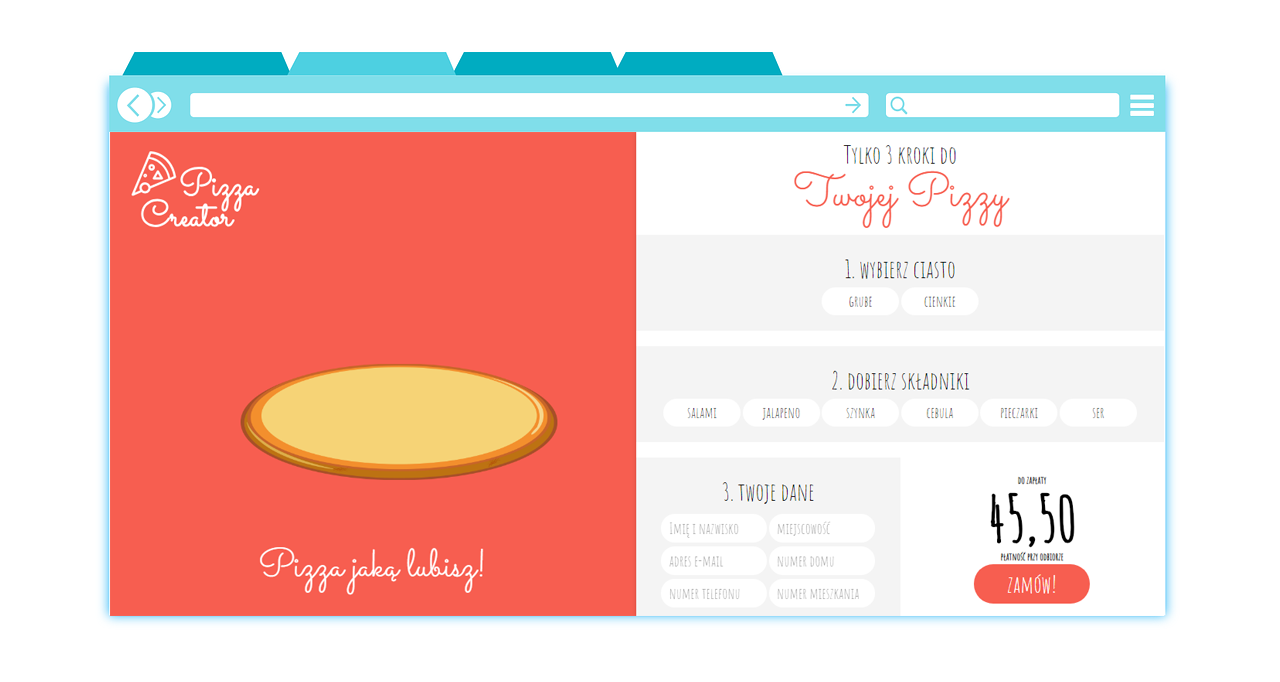 Pizza
Creator
Pizza jaką lubisz!
Tylko 3 kroki do
Twojej Pizzy
1. wybierz ciasto
grube
cienkie
2. dobierz składniki
salami
jalapeno
szynka
cebula
pieczarki
ser
3. twoje dane
Imię i nazwisko
miejscowość
adres e-mail
numer domu
numer telefonu
numer mieszkania
do zapłaty
45,50
płatność przy odbiorze
zamów!